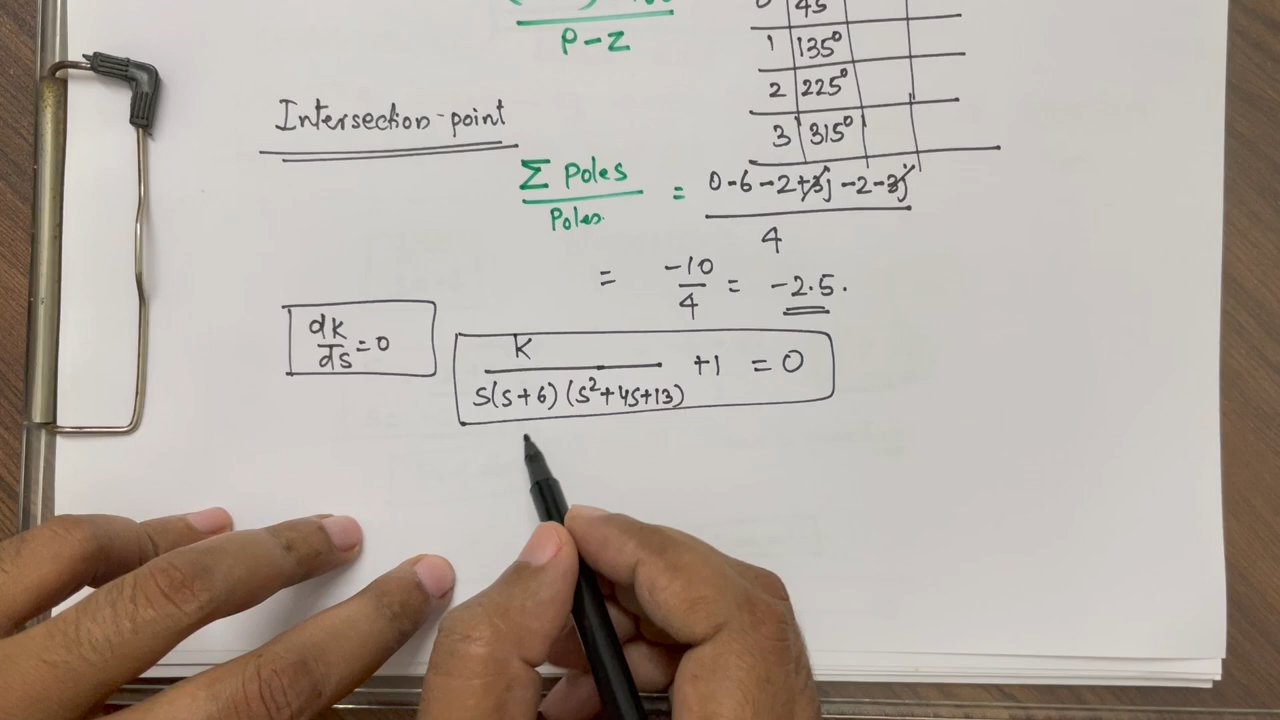 P-Z
0 45
1 135°
2 225°
3 315°
Intersection-point
Σ Poles / Poles = 0-6-2+3j-2-3j / 4
= -10/4 = -2.5.
dK/ds = 0
K / s(s+6)(s²+4s+13) +1 = 0